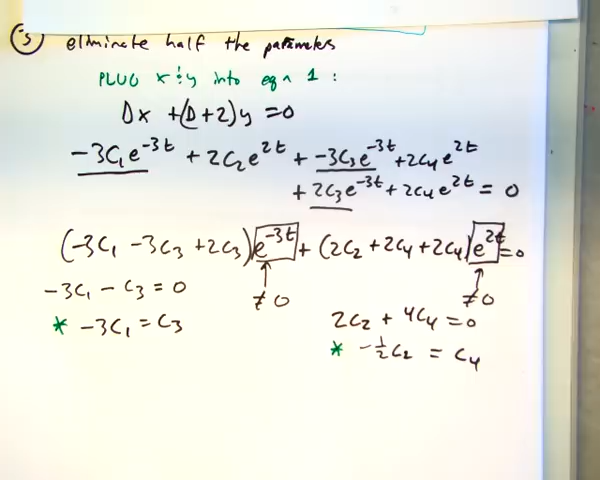 ③ eliminate half the parameters
PLUG x & y into eqn 1:
Dx + (D+2)y = 0
-3C₁e^{-3t} + 2C₂e^{2t} + -3C₃e^{-3t} + 2C₄e^{2t}
+ 2C₃e^{-3t} + 2C₄e^{2t} = 0
(-3C₁ -3C₃ +2C₃)e^{-3t} + (2C₂ +2C₄ +2C₄)e^{2t} = 0
≠0 ≠0
-3C₁ - C₃ = 0
* -3C₁ = C₃
2C₂ + 4C₄ = 0
* -½C₂ = C₄